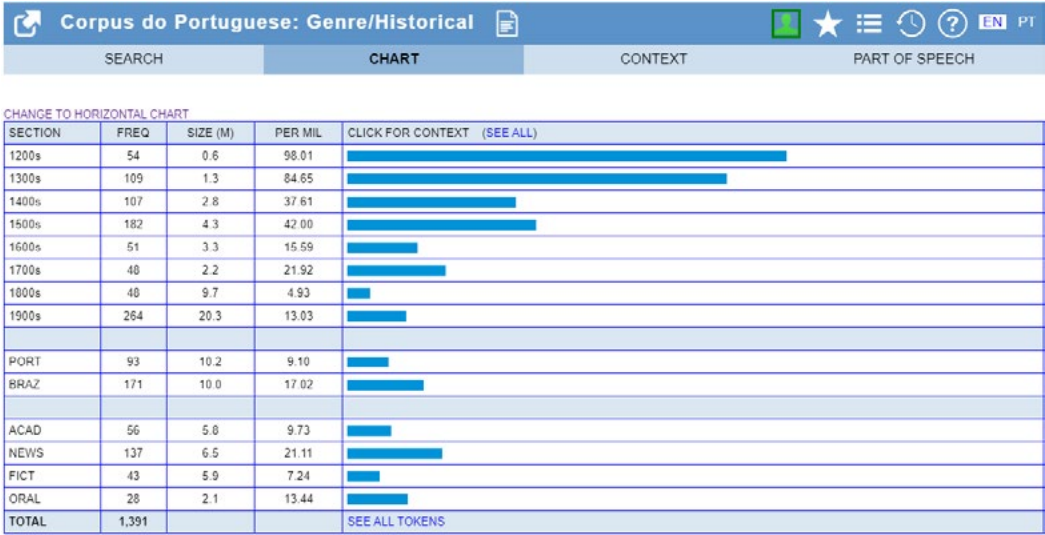 Corpus do Portuguese: Genre/Historical EN PT
SEARCH CHART CONTEXT PART OF SPEECH
CHANGE TO HORIZONTAL CHART
SECTION FREQ SIZE (M) PER MIL CLICK FOR CONTEXT (SEE ALL)
1200s 54 0.6 98.01
1300s 109 1.3 84.65
1400s 107 2.8 37.61
1500s 182 4.3 42.00
1600s 51 3.3 15.59
1700s 48 2.2 21.92
1800s 48 9.7 4.93
1900s 264 20.3 13.03
PORT 93 10.2 9.10
BRAZ 171 10.0 17.02
ACAD 56 5.8 9.73
NEWS 137 6.5 21.11
FICT 43 5.9 7.24
ORAL 28 2.1 13.44
TOTAL 1,391 SEE ALL TOKENS